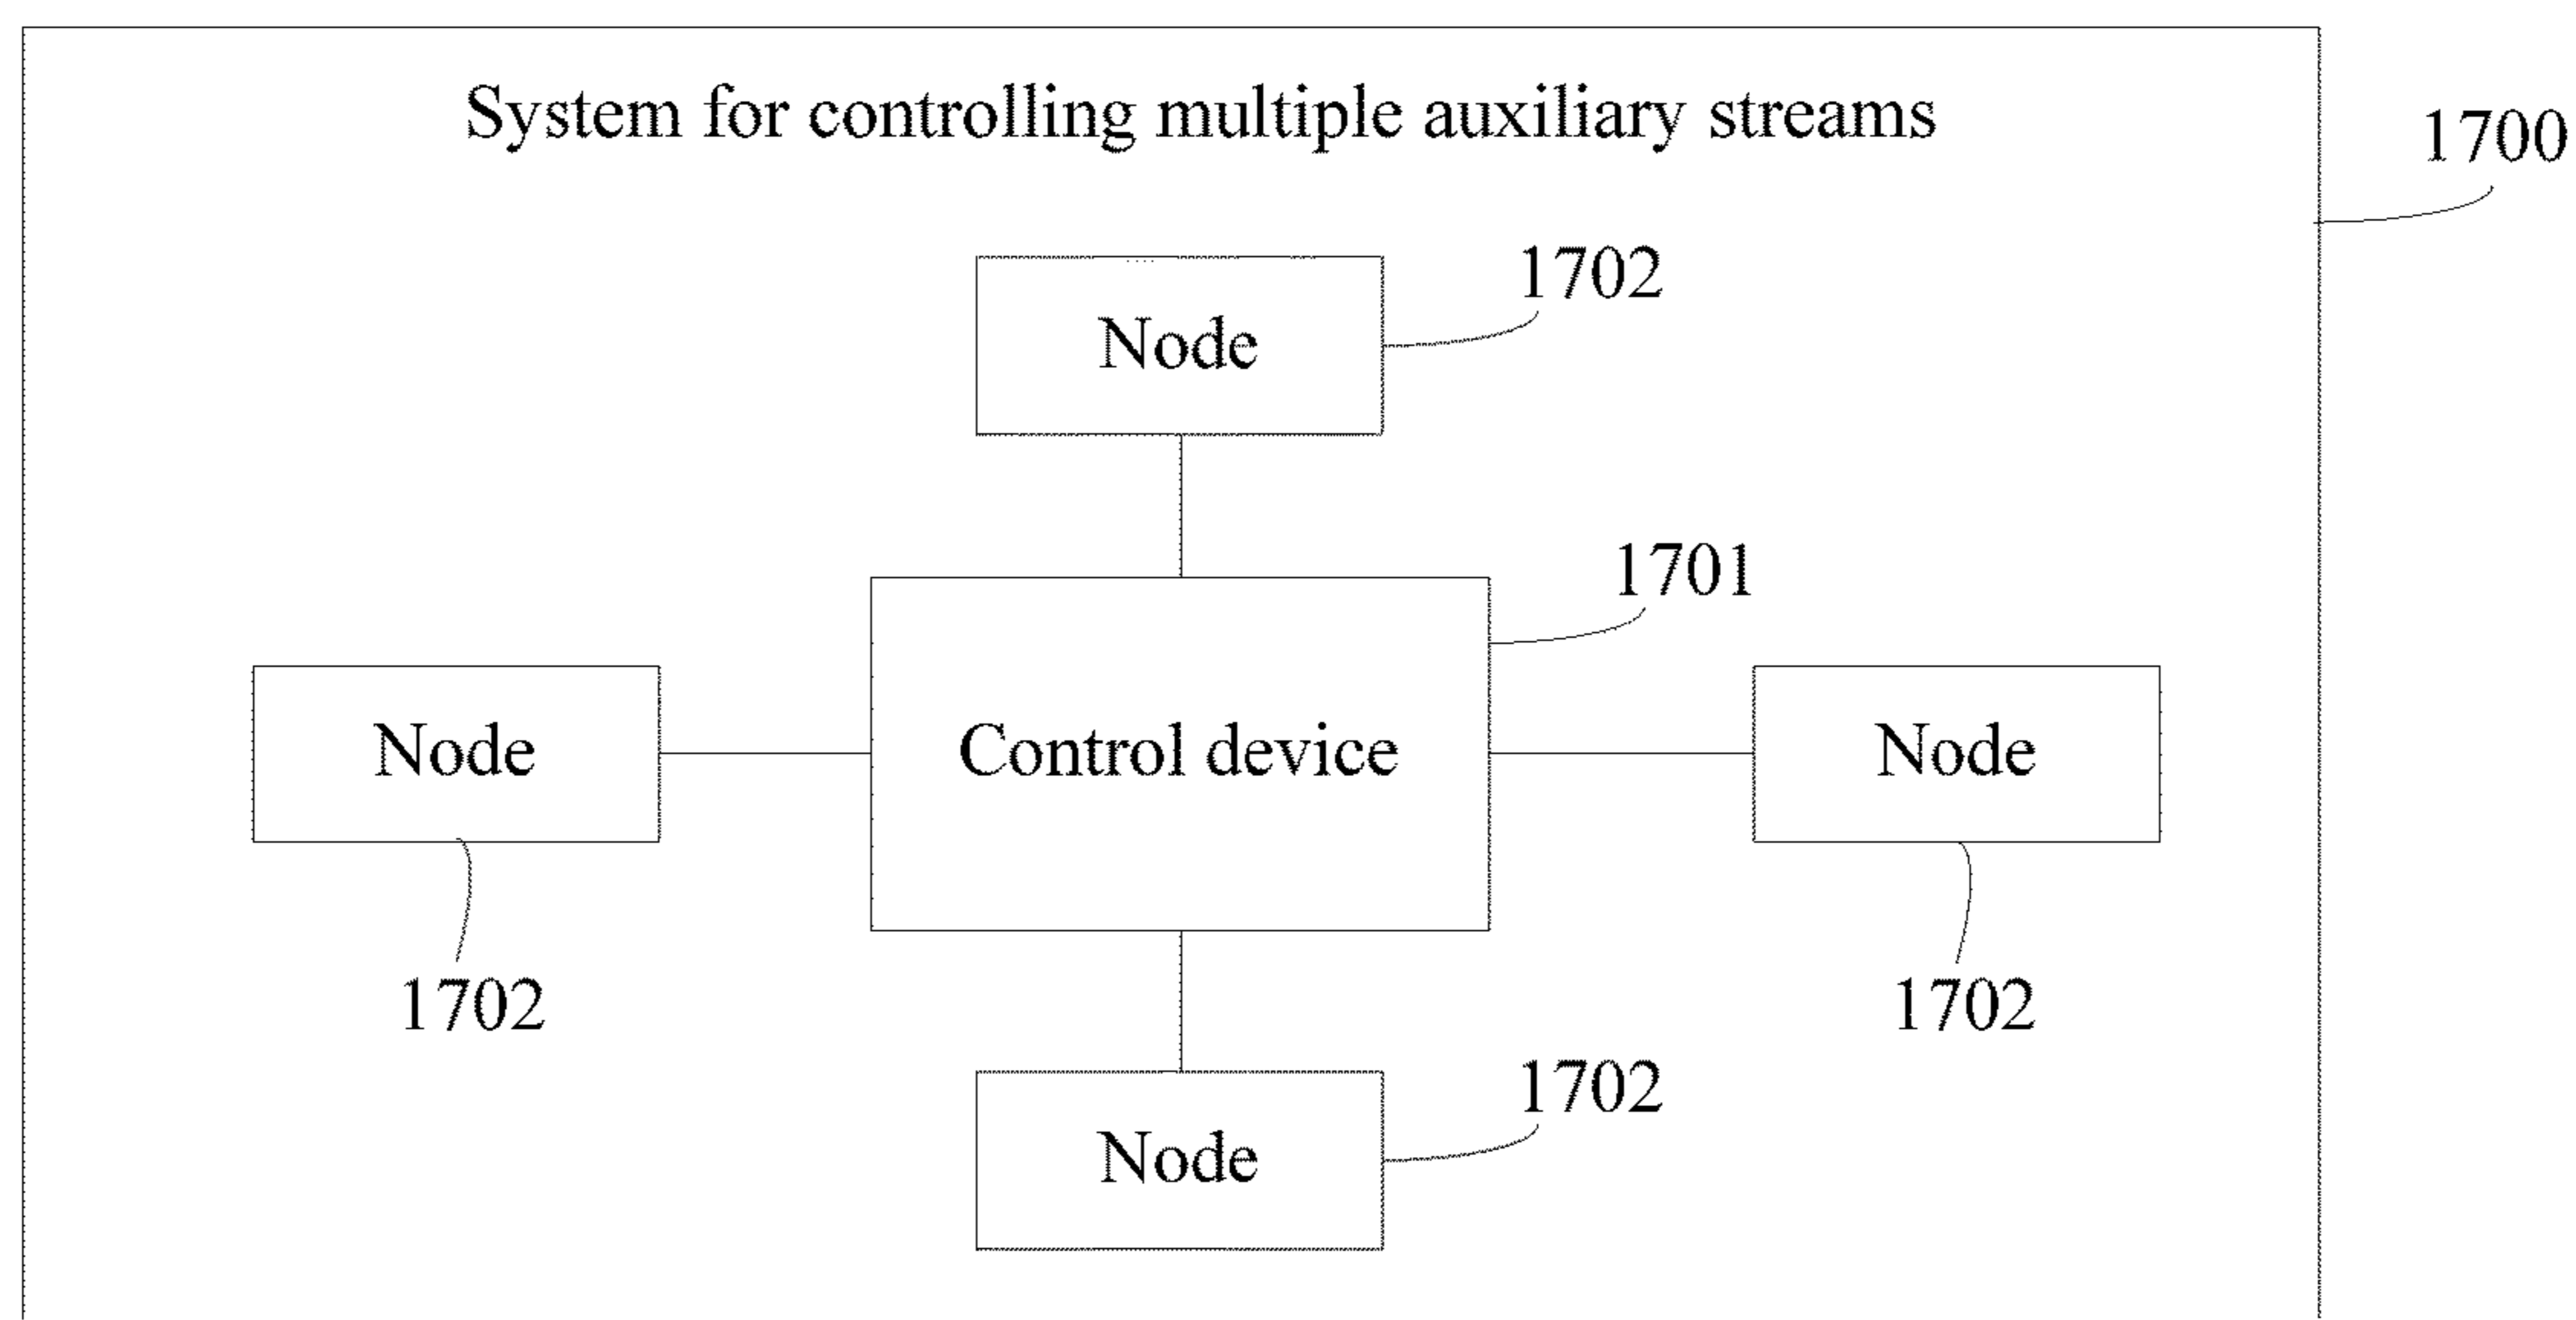 System for controlling multiple auxiliary streams
1700
1702
Node
1701
Node
Control device
Node
1702
1702
1702
Node